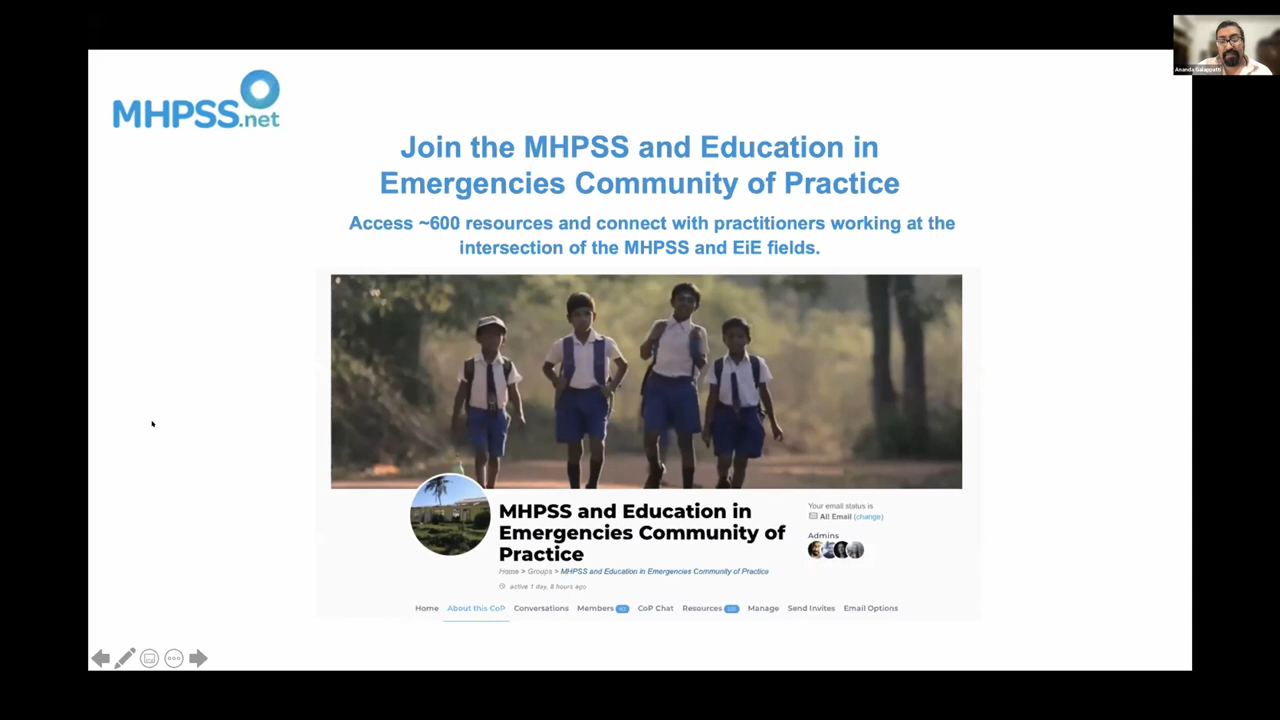 Ananda Galappatti
MHPSS.net
Join the MHPSS and Education in
Emergencies Community of Practice
Access ~600 resources and connect with practitioners working at the
intersection of the MHPSS and EiE fields.
MHPSS and Education in
Emergencies Community of
Practice
Home > Groups > MHPSS and Education in Emergencies Community of Practice
active 1 day, 8 hours ago
Your email status is
All Email (change)
Admins
Home About this CoP Conversations Members CoP Chat Resources Manage Send Invites Email Options